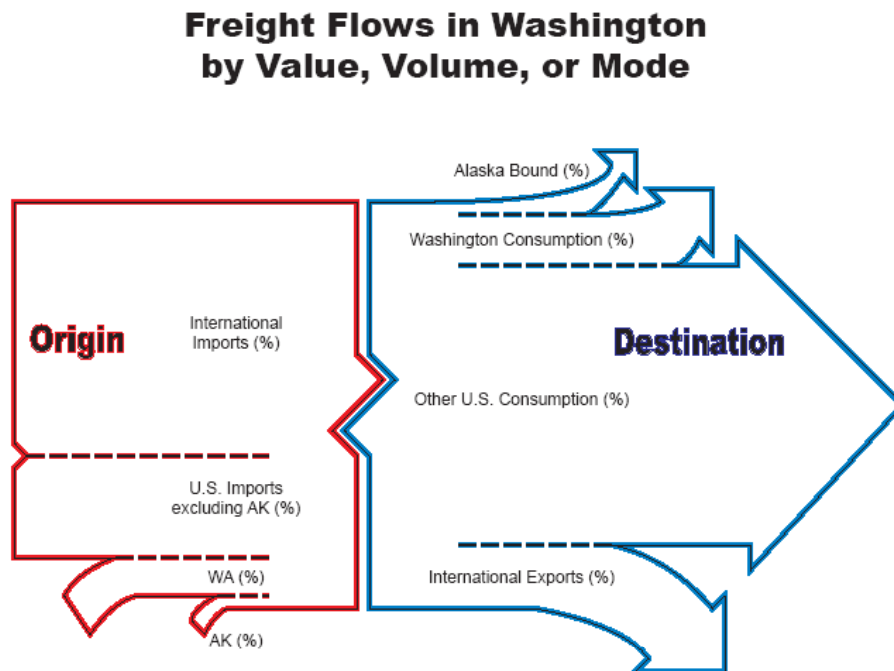 Freight Flows in Washington
by Value, Volume, or Mode
Alaska Bound (%)
Washington Consumption (%)
Origin
International
Imports (%)
Destination
Other U.S. Consumption (%)
U.S. Imports
excluding AK (%)
WA (%)
International Exports (%)
AK (%)